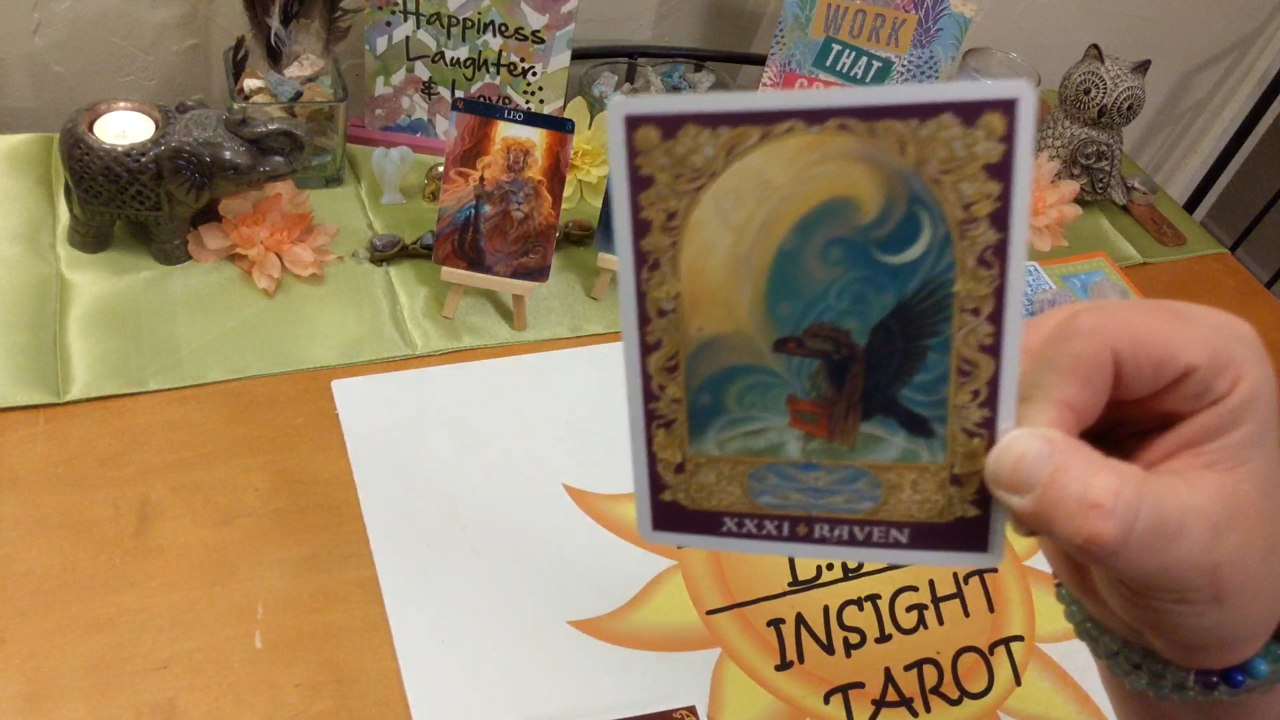 Happiness
Laughter
& Love
WORK
THAT
LEO
XXXI RAVEN
INSIGHT
TAROT